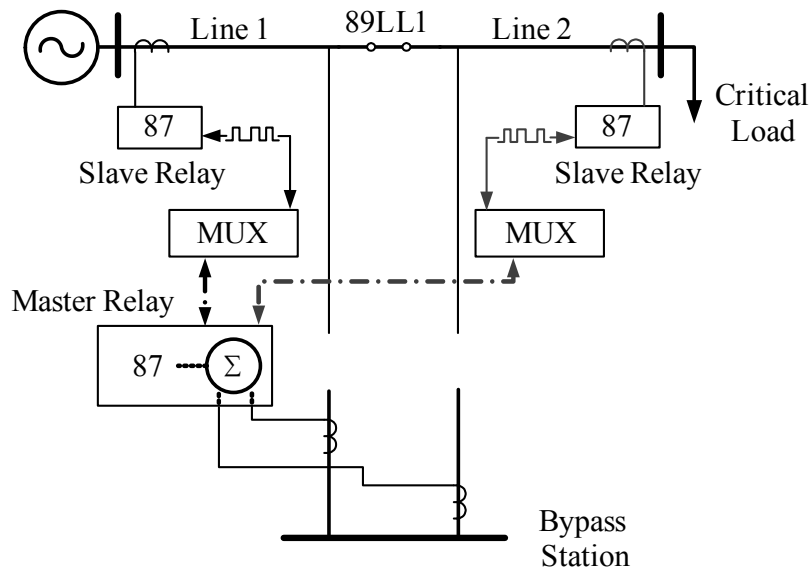 Line 1
89LL1
Line 2
87
Slave Relay
87
Slave Relay
Critical
Load
MUX
MUX
Master Relay
87
Σ
Bypass
Station